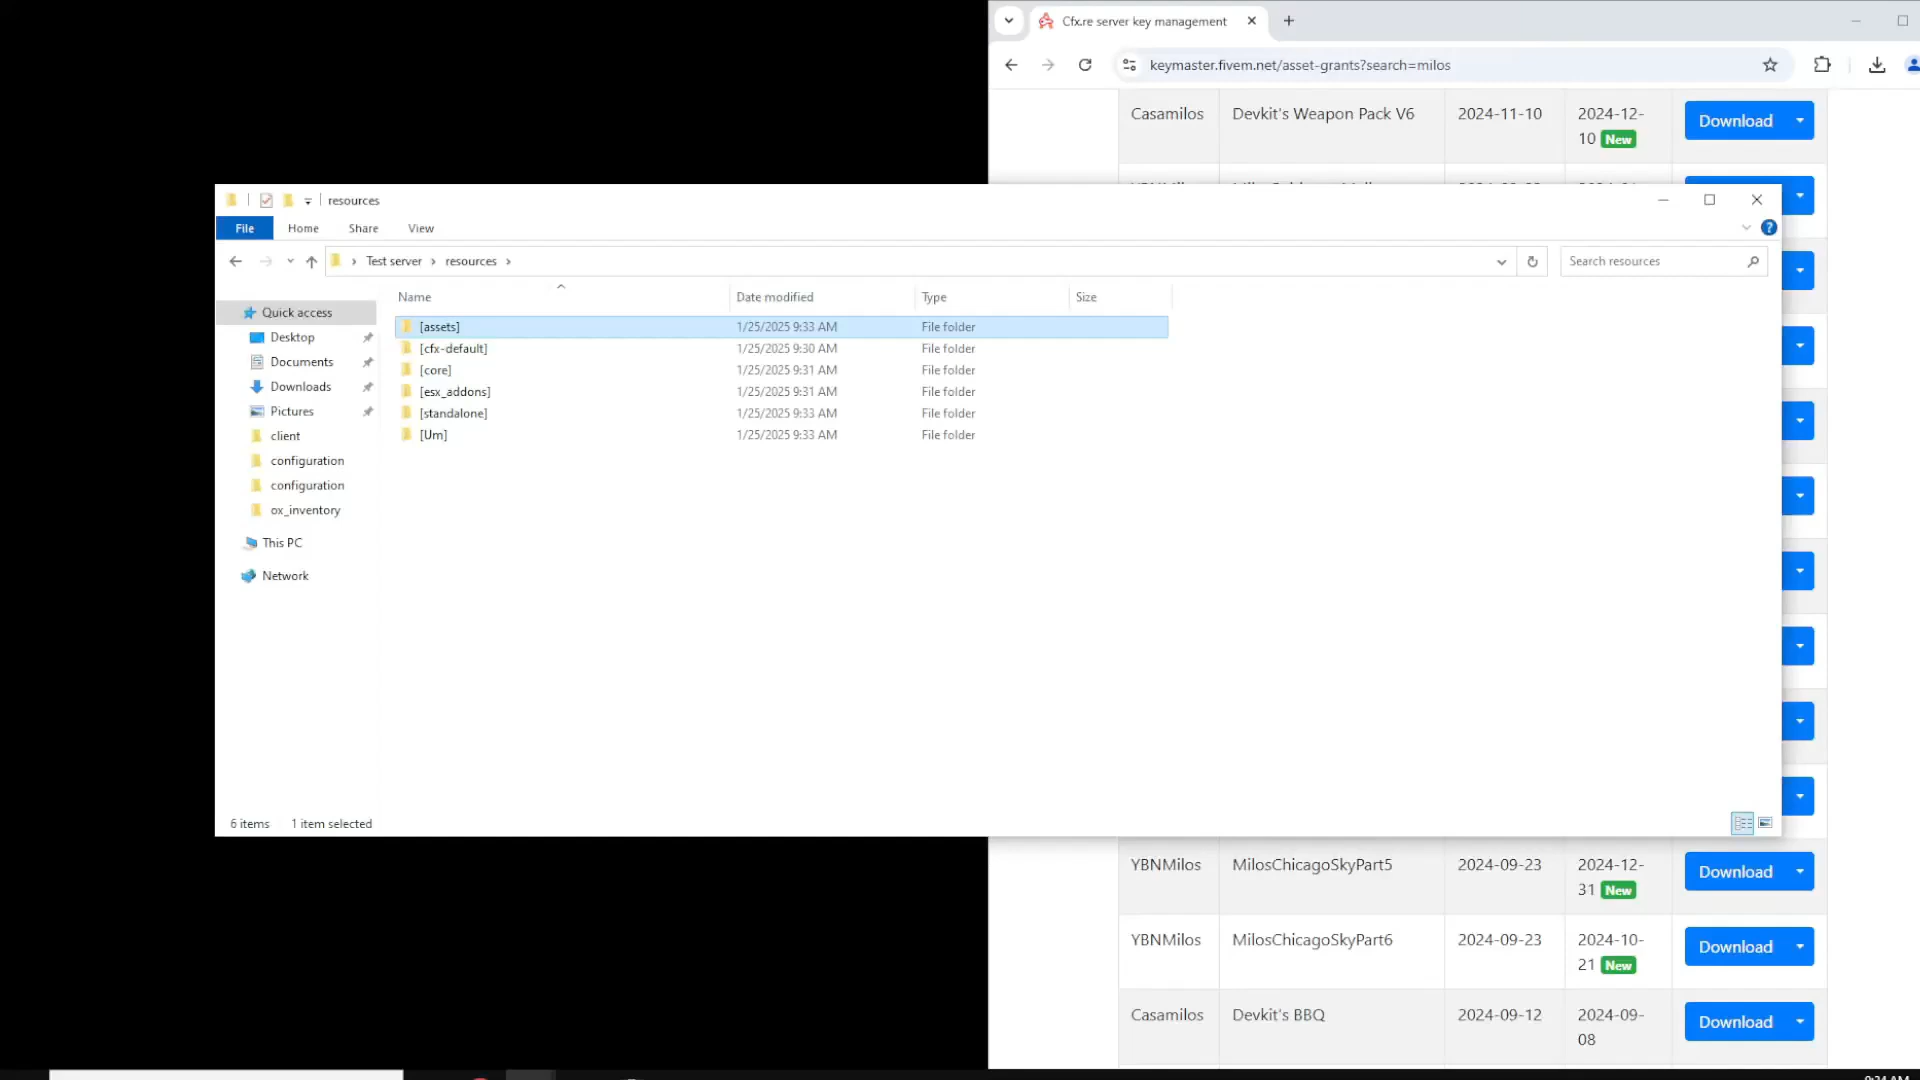 Cfx.re server key management
keymaster.fivem.net/asset-grants?search=milos
Casamilos Devkit's Weapon Pack V6 2024-11-10 2024-12-
10 New Download
resources
File Home Share View
Test server resources
Search resources
Name Date modified Type Size
Quick access
Desktop
Documents
Downloads
Pictures
client
configuration
configuration
ox_inventory
This PC
Network
[assets] 1/25/2025 9:33 AM File folder
[cfx-default] 1/25/2025 9:30 AM File folder
[core] 1/25/2025 9:31 AM File folder
[esx_addons] 1/25/2025 9:31 AM File folder
[standalone] 1/25/2025 9:33 AM File folder
[Um] 1/25/2025 9:33 AM File folder
6 items 1 item selected
YBNMilos MilosChicagoSkyPart5 2024-09-23 2024-12-
31 New Download
YBNMilos MilosChicagoSkyPart6 2024-09-23 2024-10-
21 New Download
Casamilos Devkit's BBQ 2024-09-12 2024-09-
08 Download